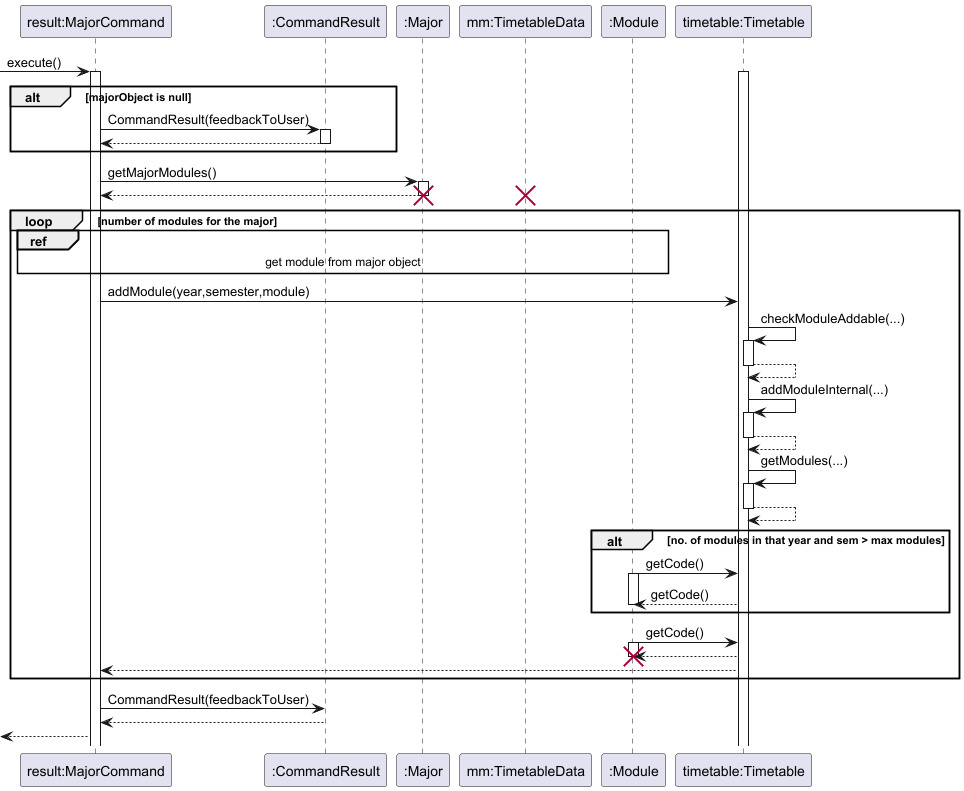 result:MajorCommand :CommandResult :Major mm:TimetableData :Module timetable:Timetable
execute()
alt [majorObject is null]
CommandResult(feedbackToUser)
getMajorModules()
loop [number of modules for the major]
ref
get module from major object
addModule(year,semester,module)
checkModuleAddable(...)
addModuleInternal(...)
getModules(...)
alt [no. of modules in that year and sem > max modules]
getCode()
getCode()
getCode()
CommandResult(feedbackToUser)
result:MajorCommand :CommandResult :Major mm:TimetableData :Module timetable:Timetable